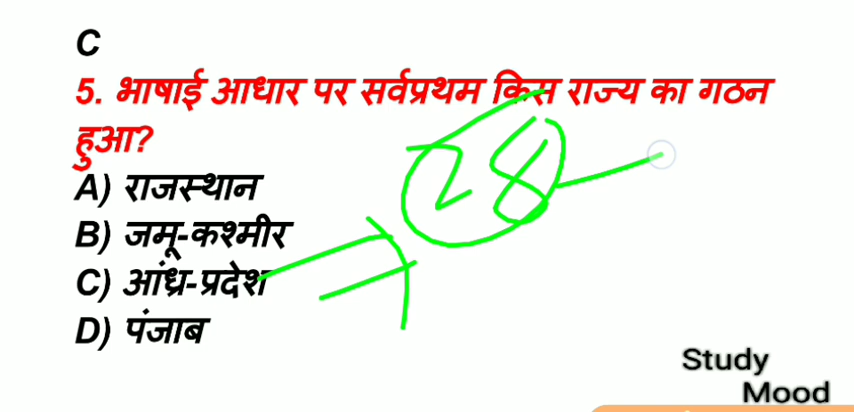 C
5. भाषाई आधार पर सर्वप्रथम किस राज्य का गठन
हुआ?
A) राजस्थान
B) जमू-कश्मीर
C) आंध्र-प्रदेश
D) पंजाब
28
Study
Mood